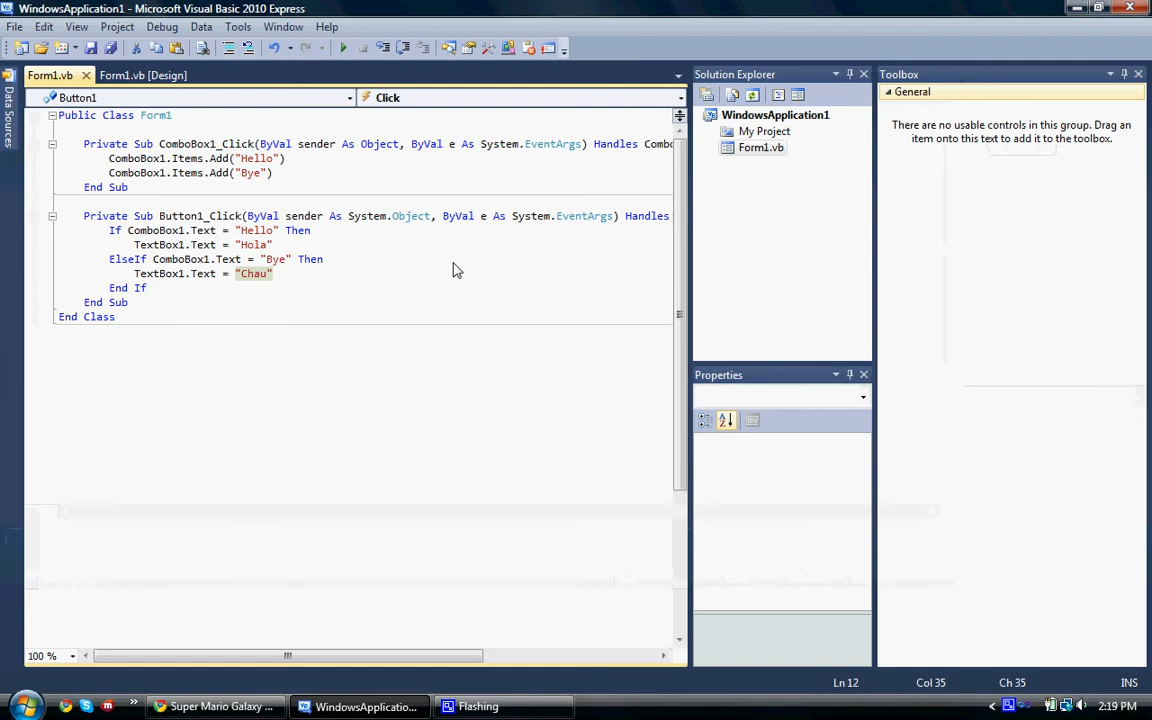 WindowsApplication1 - Microsoft Visual Basic 2010 Express
File Edit View Project Debug Data Tools Window Help
Form1.vb Form1.vb [Design]
Solution Explorer
Toolbox
Data Sources
Button1 Click
General
Public Class Form1
WindowsApplication1
There are no usable controls in this group. Drag an
item onto this text to add it to the toolbox.
My Project
Private Sub ComboBox1_Click(ByVal sender As Object, ByVal e As System.EventArgs) Handles Combo
Form1.vb
ComboBox1.Items.Add("Hello")
ComboBox1.Items.Add("Bye")
End Sub
Private Sub Button1_Click(ByVal sender As System.Object, ByVal e As System.EventArgs) Handles
If ComboBox1.Text = "Hello" Then
TextBox1.Text = "Hola"
ElseIf ComboBox1.Text = "Bye" Then
TextBox1.Text = "Chau"
End If
End Sub
End Class
Properties
100 %
Ln 12 Col 35 Ch 35 INS
Super Mario Galaxy ... WindowsApplicatio... Flashing 2:19 PM